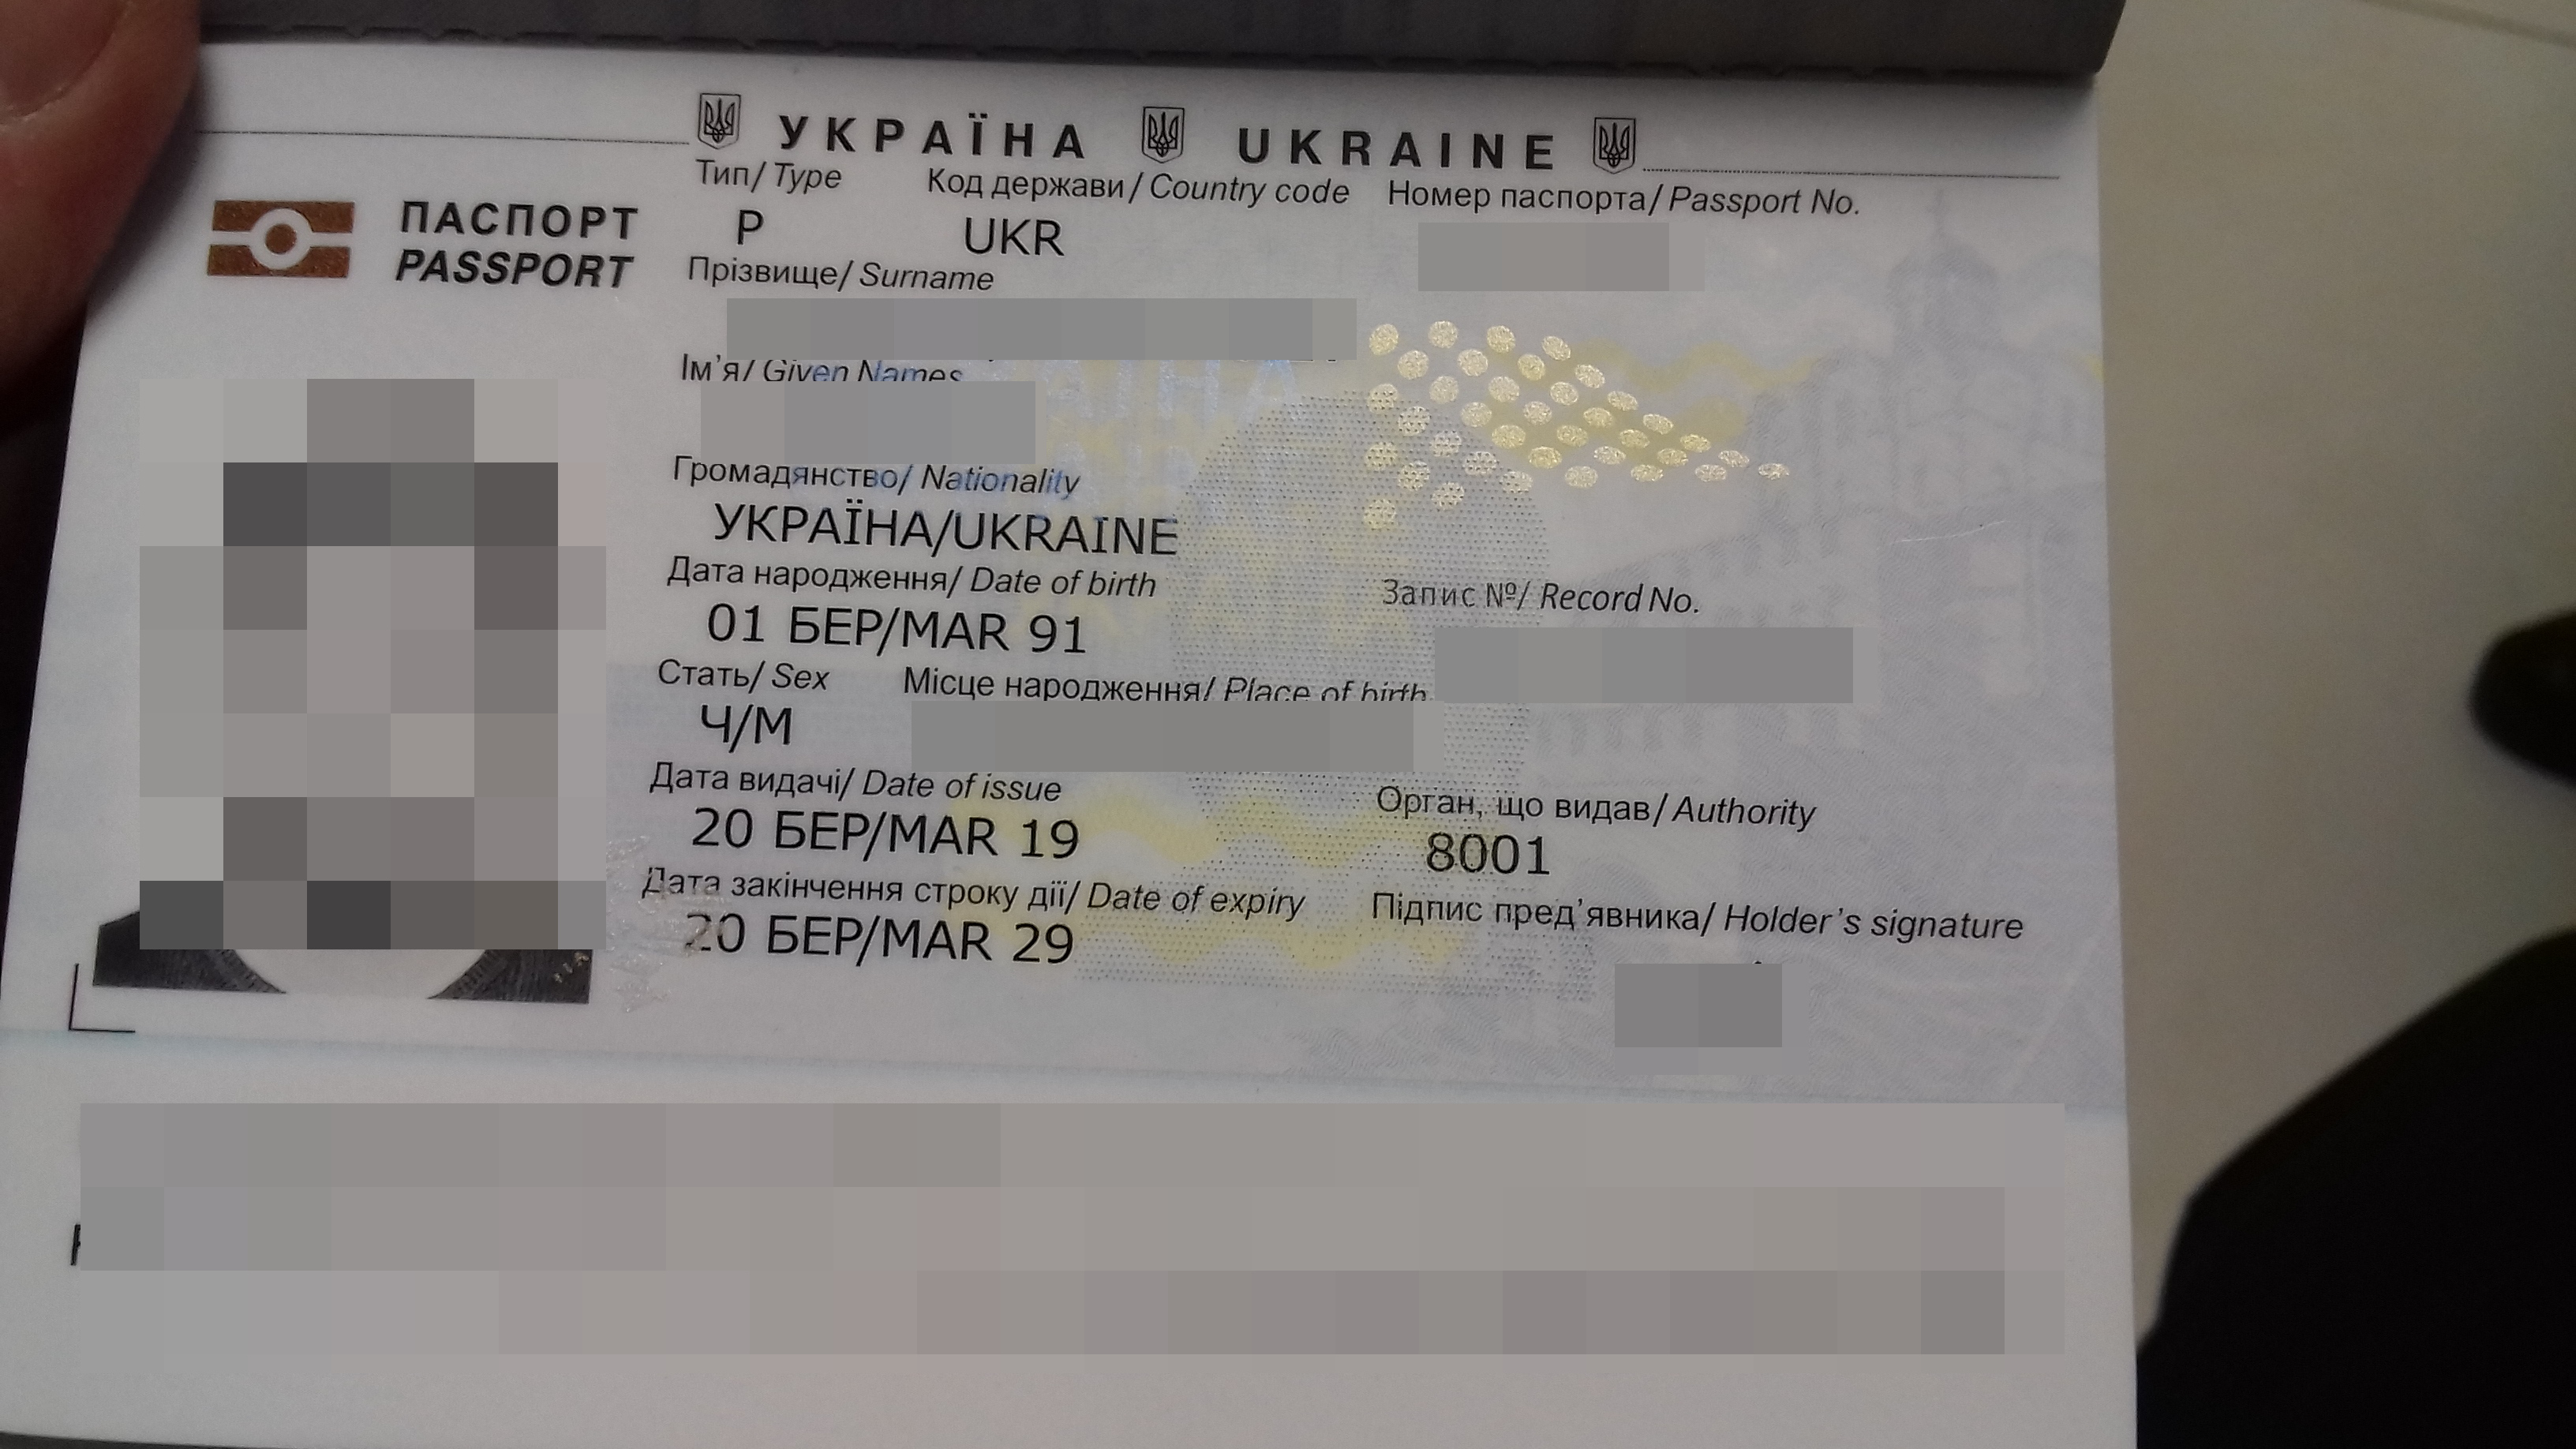 УКРАЇНА UKRAINE
ПАСПОРТ
PASSPORT
Тип/ Type Код держави/ Country code Номер паспорта/ Passport No.
P UKR
Прізвище/ Surname
Ім'я/ Given Names
Громадянство/ Nationality
УКРАЇНА/UKRAINE
Дата народження/ Date of birth Запис №/ Record No.
01 БЕР/MAR 91
Стать/ Sex Місце народження/ Place of birth
Ч/M
Дата видачі/ Date of issue Орган, що видав/ Authority
20 БЕР/MAR 19 8001
Дата закінчення строку дії/ Date of expiry Підпис пред'явника/ Holder's signature
20 БЕР/MAR 29